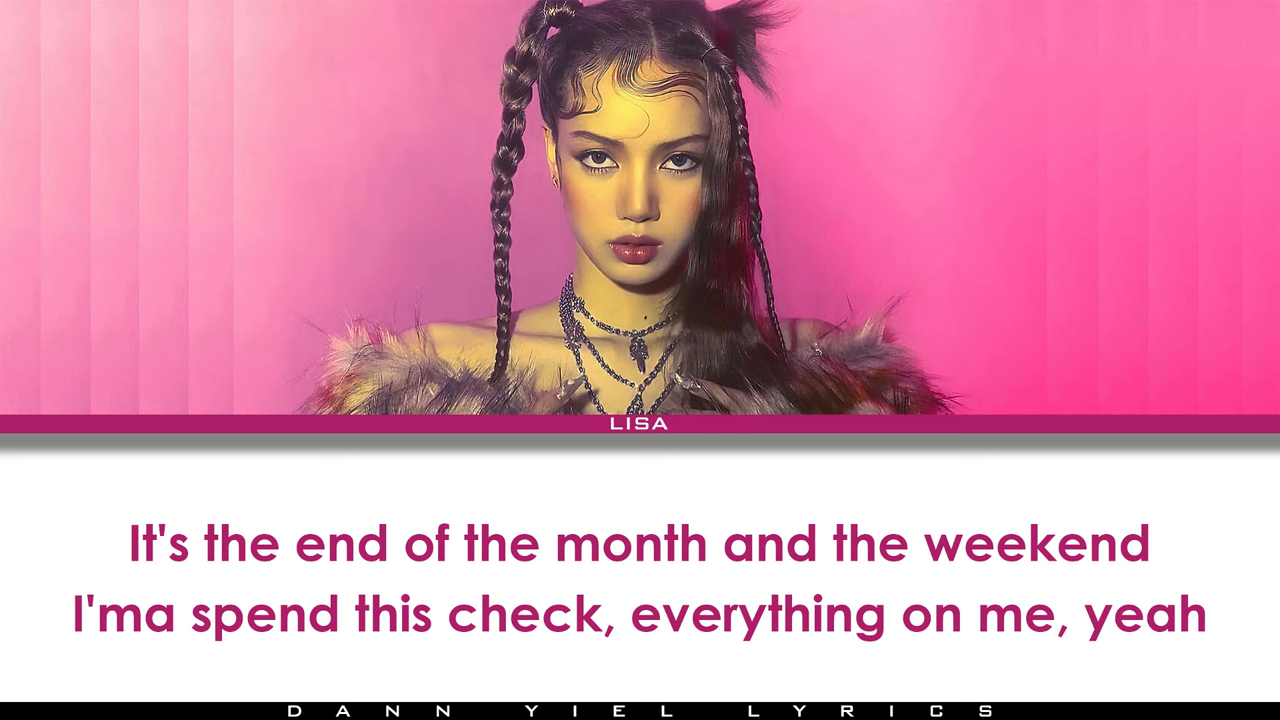 LISA
It's the end of the month and the weekend
I'ma spend this check, everything on me, yeah
DANN YIEL LYRICS